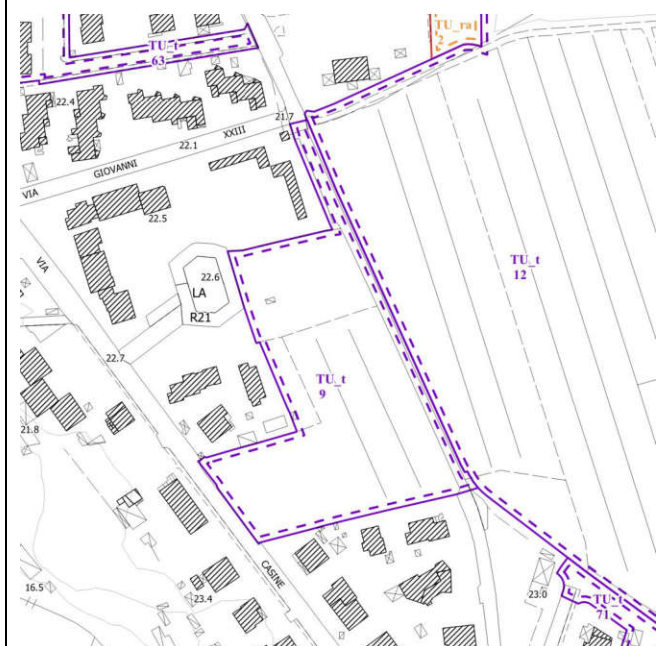 TU_ra
2
TU_t
63
22.4
21.7
XXIII
22.1
GIOVANNI
VIA
22.5
VIA
TU_t
12
22.6
LA
R21
22.7
TU_t
9
21.8
CASINE
16.5
23.4
23.0
TU_t
71